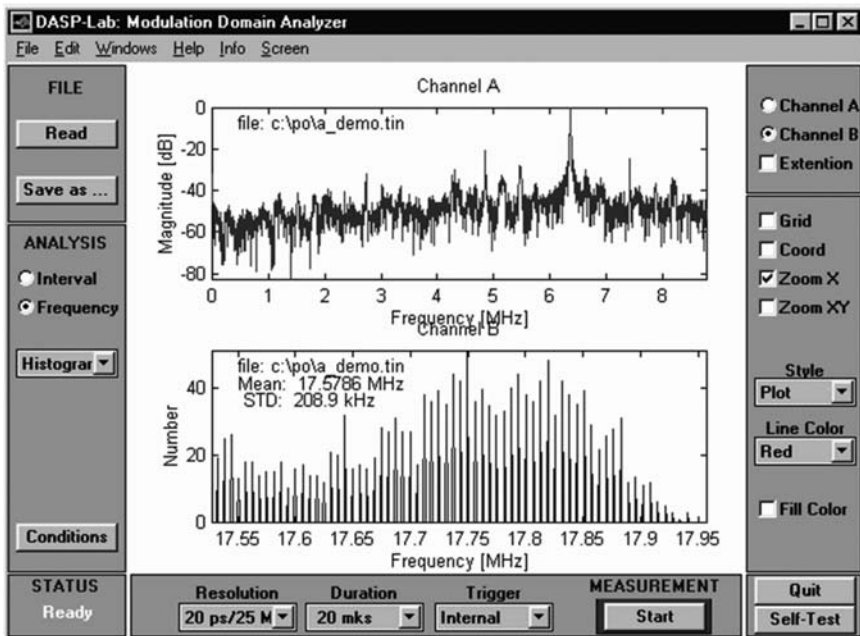 DASP-Lab: Modulation Domain Analyzer
File Edit Windows Help Info Screen
FILE
Read
Save as ...
ANALYSIS
Interval
Frequency
Histograr
Conditions
STATUS
Ready
Channel A
file: c:\po\a_demo.tin
Magnitude [dB]
0
-20
-40
-60
-80
0 1 2 3 4 5 6 7 8
Frequency [MHz]
Channel B
file: c:\po\a_demo.tin
Mean: 17.5786 MHz
STD: 208.9 kHz
Number
40
20
0
17.55 17.6 17.65 17.7 17.75 17.8 17.85 17.9 17.95
Frequency [MHz]
Channel A
Channel B
Extention
Grid
Coord
Zoom X
Zoom XY
Style
Plot
Line Color
Red
Fill Color
Resolution
20 ps/25 M
Duration
20 mks
Trigger
Internal
MEASUREMENT
Start
Quit
Self-Test